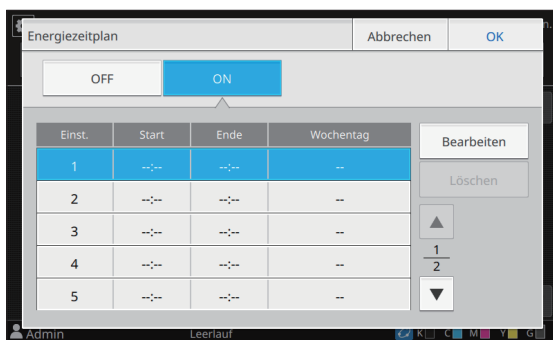 Energiezeitplan Abbrechen OK
n.
OFF ON
Einst. Start Ende Wochentag
Bearbeiten
1 --:-- --:-- --
Löschen
2 --:-- --:-- --
3 --:-- --:-- --
4 --:-- --:-- --
1
2
5 --:-- --:-- --
Admin Leerlauf K C M Y G